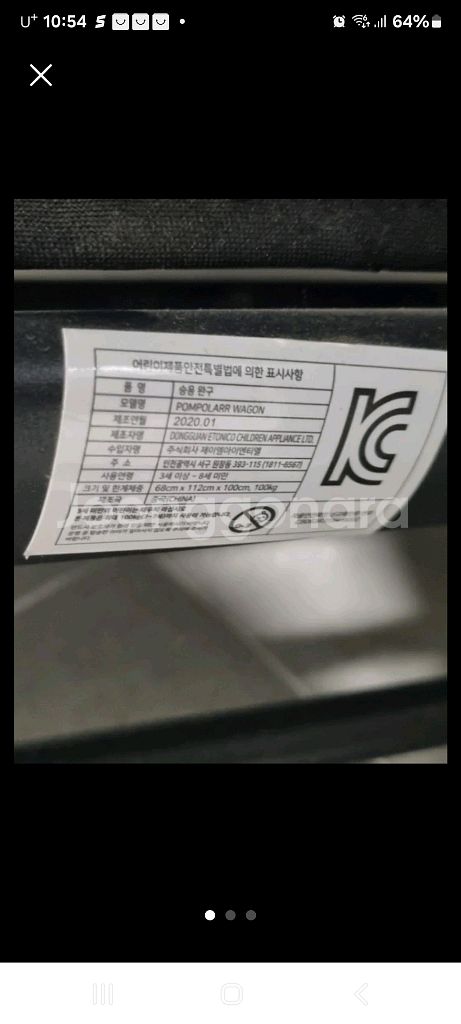 U⁺ 10:54 64%
어린이제품안전특별법에 의한 표시사항
품 명 승용 완구
모델명 POMPOLARR WAGON
제조연월 2020.01
제조자명 DONGGUAN ETONICO CHILDREN APPLIANCE LTD.
수입자명 주식회사 제이엠아이엔티엘
주 소 인천광역시 서구 원창동 393-115 (1811-6567)
사용연령 3세 이상 ~ 8세 미만
크기 및 한계체중 68cm x 112cm x 100cm, 100kg
제조국 중국(CHINA)
KC